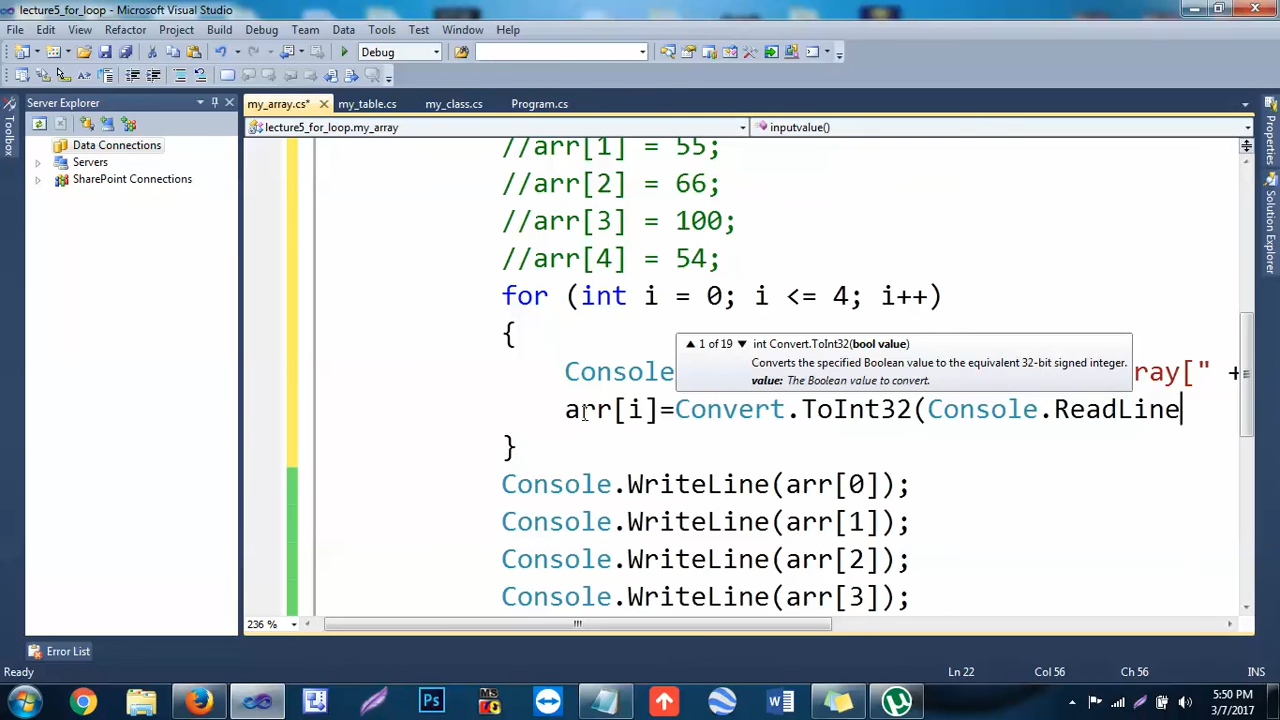 lecture5_for_loop - Microsoft Visual Studio
File Edit View Refactor Project Build Debug Team Data Tools Test Window Help
Debug
Server Explorer
my_array.cs* my_table.cs my_class.cs Program.cs
lecture5_for_loop.my_array inputvalue()
Toolbox
Data Connections
Servers
SharePoint Connections
Properties
Solution Explorer
//arr[1] = 55;
//arr[2] = 66;
//arr[3] = 100;
//arr[4] = 54;
for (int i = 0; i <= 4; i++)
{
1 of 19 int Convert.ToInt32(bool value)
Converts the specified Boolean value to the equivalent 32-bit signed integer.
value: The Boolean value to convert.
Console ray[" +
arr[i]=Convert.ToInt32(Console.ReadLine
}
Console.WriteLine(arr[0]);
Console.WriteLine(arr[1]);
Console.WriteLine(arr[2]);
Console.WriteLine(arr[3]);
236 %
Error List
Ready Ln 22 Col 56 Ch 56 INS
Ps
W
5:50 PM
3/7/2017